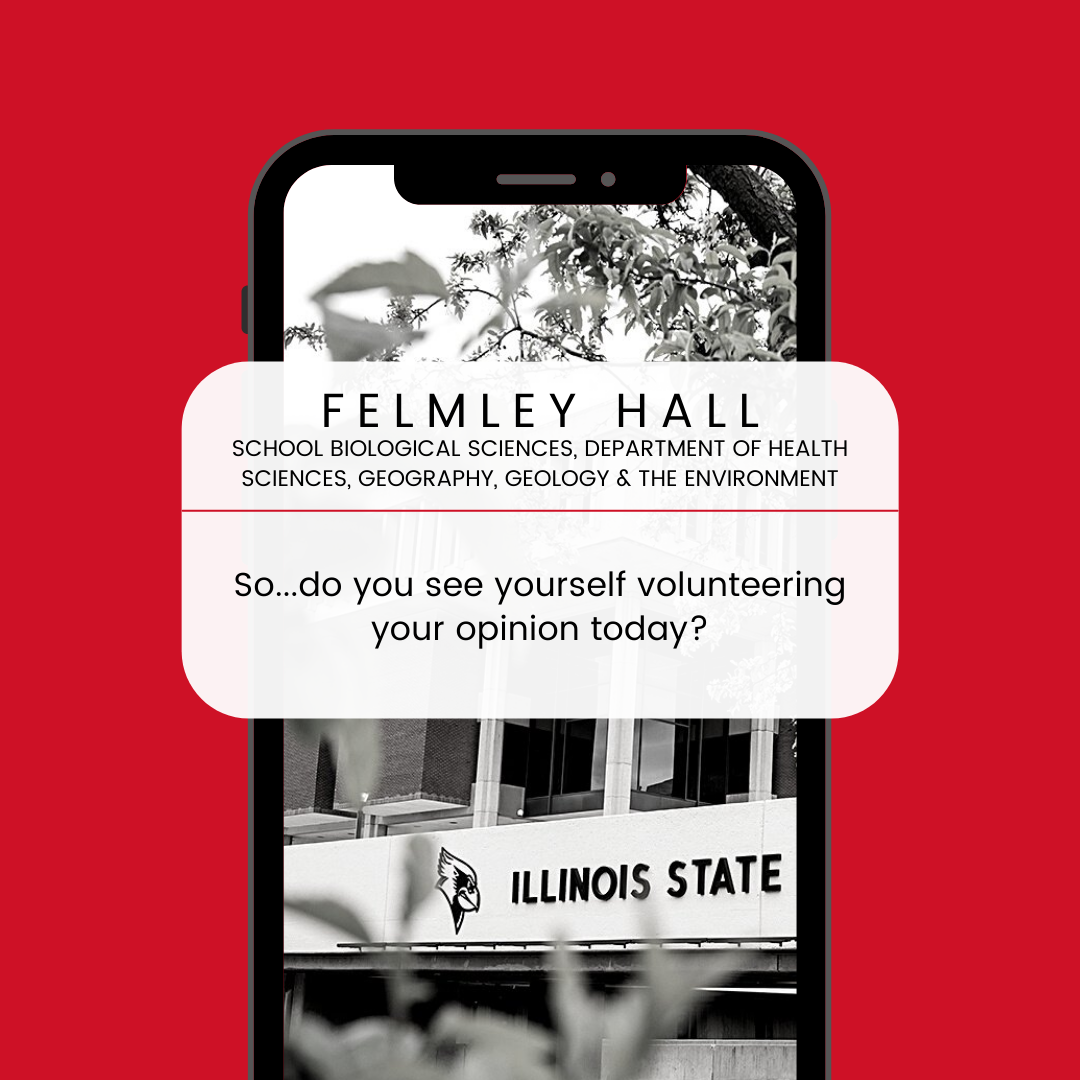 FELMLEY HALL
SCHOOL BIOLOGICAL SCIENCES, DEPARTMENT OF HEALTH
SCIENCES, GEOGRAPHY, GEOLOGY & THE ENVIRONMENT
So...do you see yourself volunteering
your opinion today?
ILLINOIS STATE